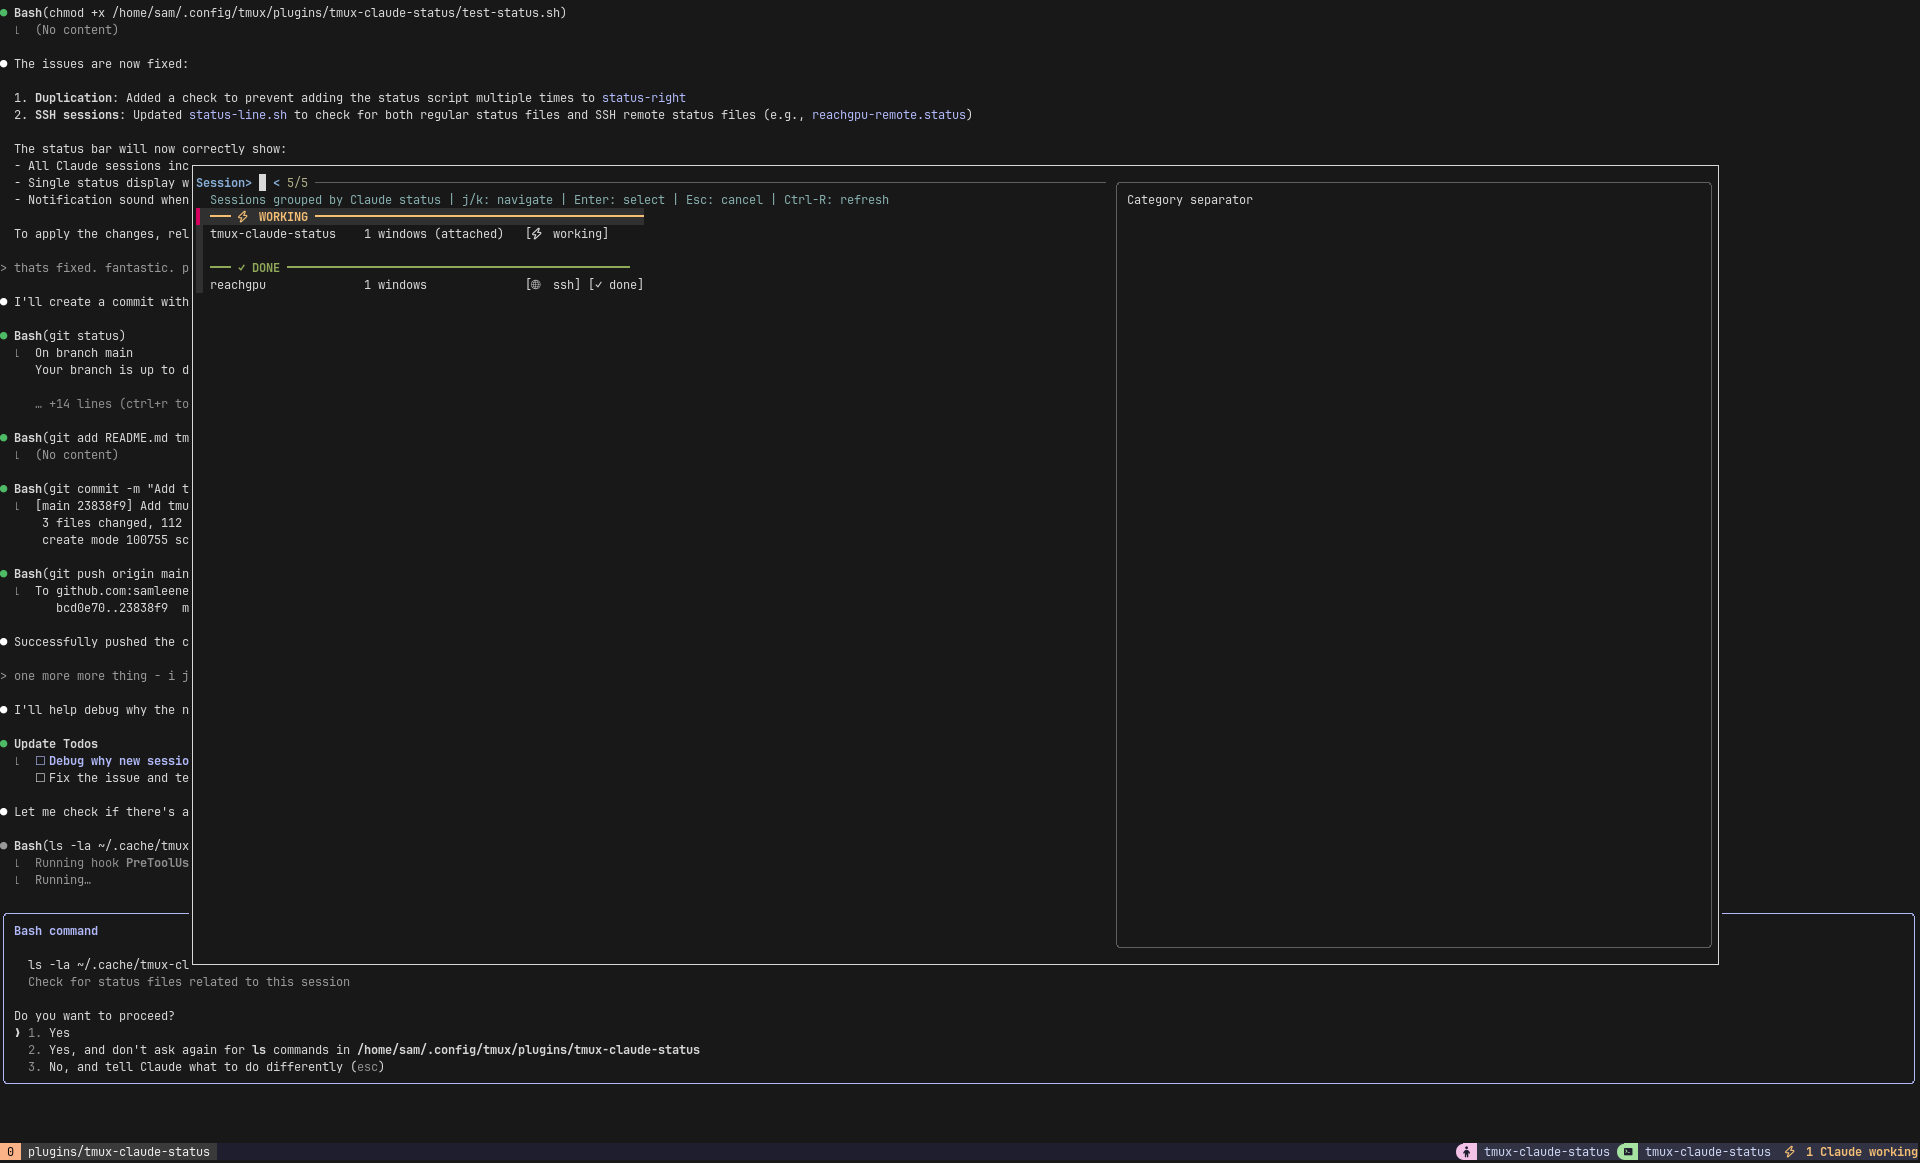 Bash(chmod +x /home/sam/.config/tmux/plugins/tmux-claude-status/test-status.sh)
(No content)
The issues are now fixed:
1. Duplication: Added a check to prevent adding the status script multiple times to status-right
2. SSH sessions: Updated status-line.sh to check for both regular status files and SSH remote status files (e.g., reachgpu-remote.status)
The status bar will now correctly show:
- All Claude sessions inc
- Single status display w
- Notification sound when
To apply the changes, rel
> thats fixed. fantastic. p
I'll create a commit with
Bash(git status)
On branch main
Your branch is up to d
… +14 lines (ctrl+r to
Bash(git add README.md tm
(No content)
Bash(git commit -m "Add t
[main 23838f9] Add tmu
3 files changed, 112
create mode 100755 sc
Bash(git push origin main
To github.com:samleene
bcd0e70..23838f9  m
Successfully pushed the c
> one more more thing - i j
I'll help debug why the n
Update Todos
☐ Debug why new sessio
☐ Fix the issue and te
Let me check if there's a
Bash(ls -la ~/.cache/tmux
Running hook PreToolUs
Running…
Session> < 5/5
Sessions grouped by Claude status | j/k: navigate | Enter: select | Esc: cancel | Ctrl-R: refresh
⚡ WORKING
tmux-claude-status 1 windows (attached) [⚡ working]
✓ DONE
reachgpu 1 windows [🌐 ssh] [✓ done]
Category separator
Bash command
ls -la ~/.cache/tmux-cl
Check for status files related to this session
Do you want to proceed?
❯ 1. Yes
2. Yes, and don't ask again for ls commands in /home/sam/.config/tmux/plugins/tmux-claude-status
3. No, and tell Claude what to do differently (esc)
0 plugins/tmux-claude-status
tmux-claude-status tmux-claude-status ⚡ 1 Claude working